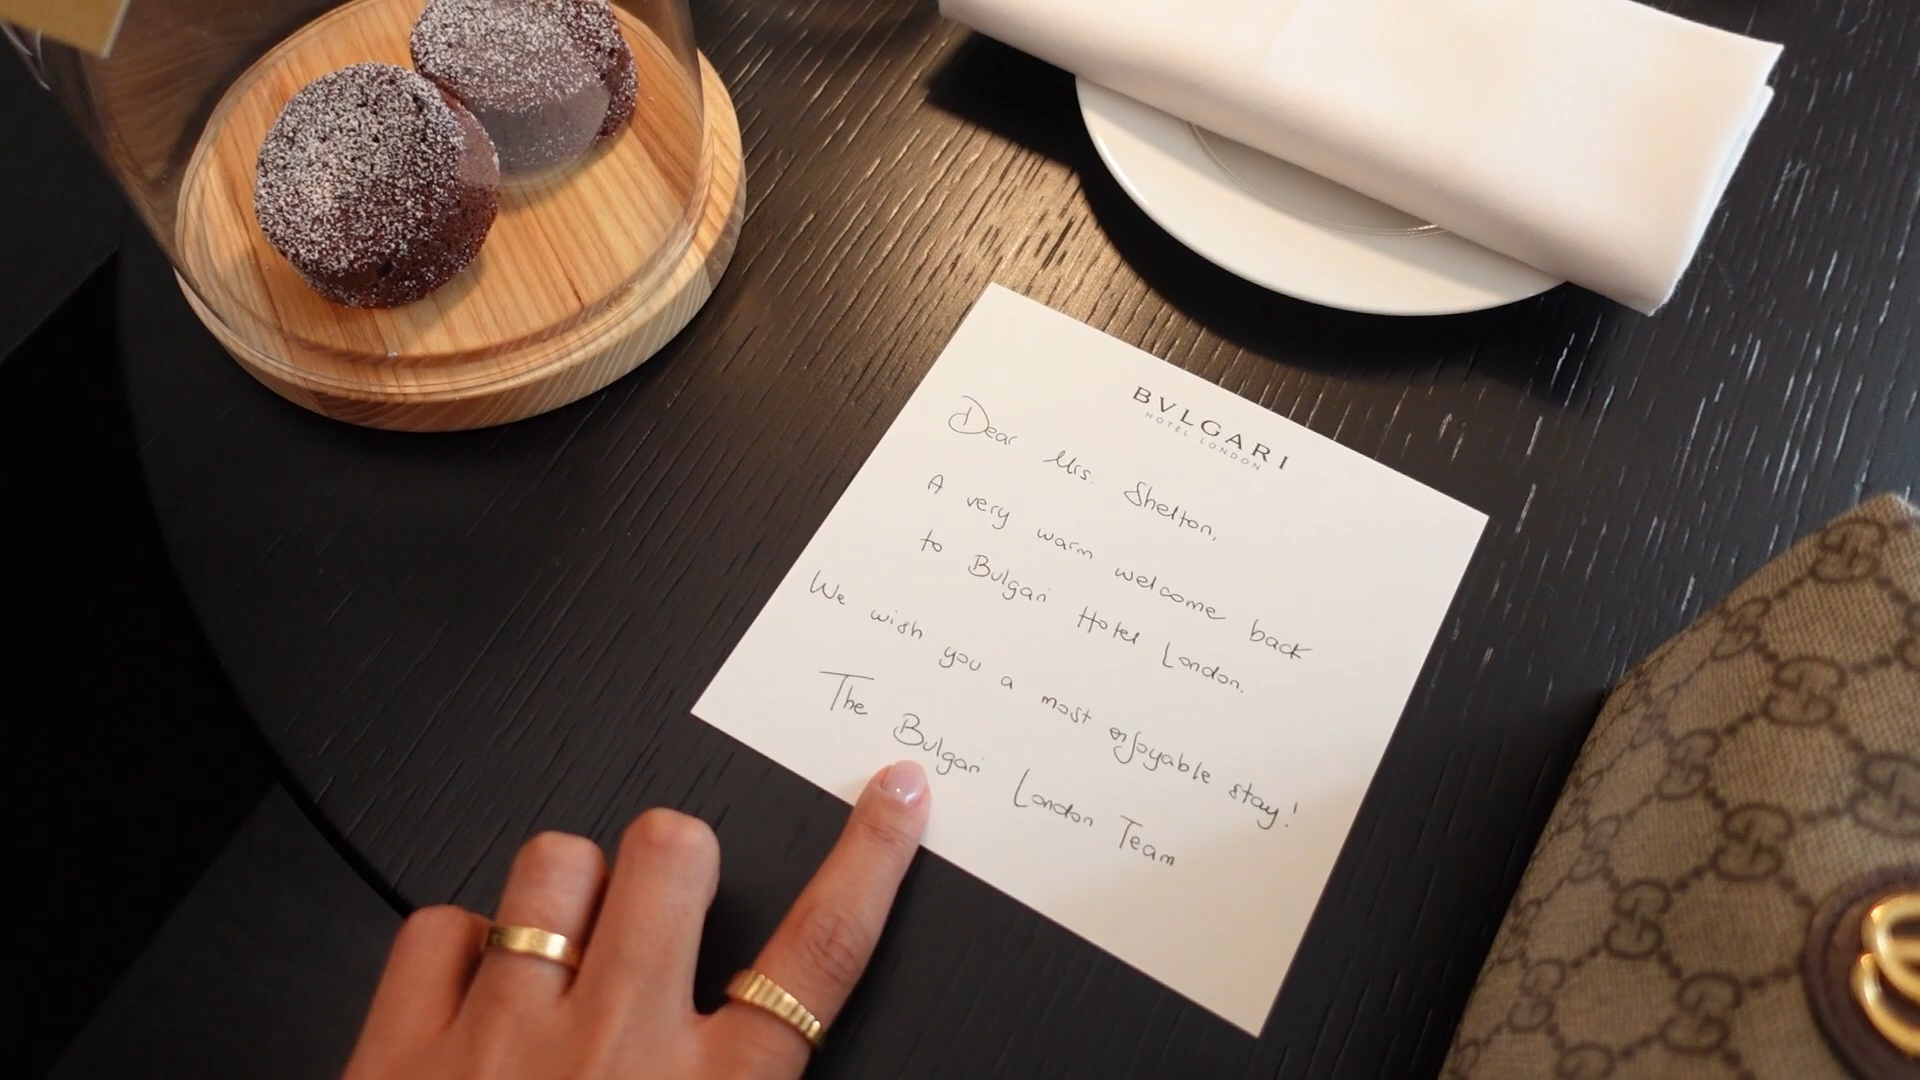 BVLGARI
HOTEL LONDON
Dear Mrs. Shelton,
A very warm welcome back
to Bulgari Hotel London.
We wish you a most enjoyable stay!
The Bulgari London Team